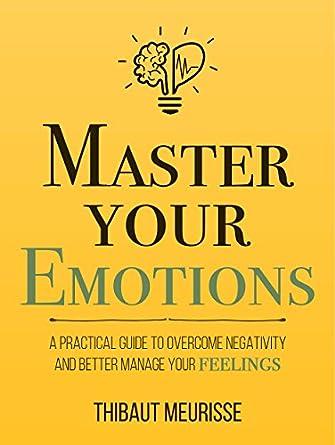 MASTER
YOUR
EMOTIONS
A PRACTICAL GUIDE TO OVERCOME NEGATIVITY
AND BETTER MANAGE YOUR FEELINGS
THIBAUT MEURISSE